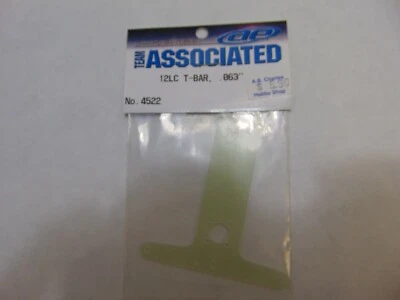 TEAM
ASSOCIATED
12LC T-BAR, .063"
No. 4522